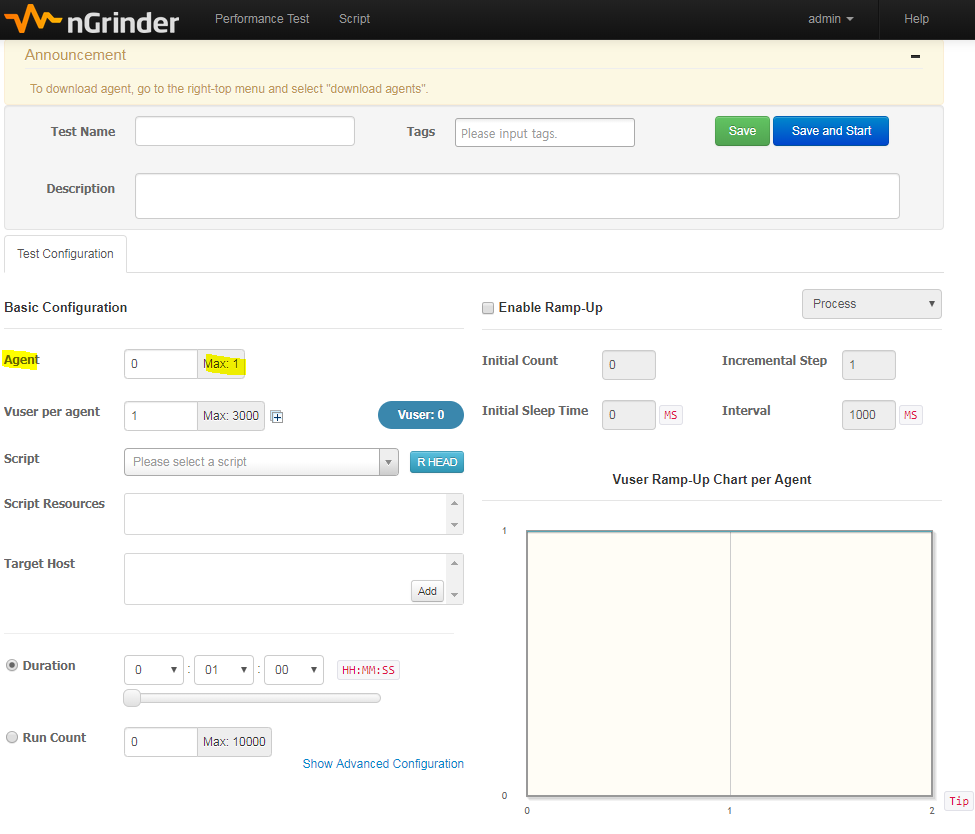 nGrinder Performance Test Script admin Help
Announcement
To download agent, go to the right-top menu and select "download agents".
Test Name Tags Please input tags. Save Save and Start
Description
Test Configuration
Basic Configuration Enable Ramp-Up Process
Agent 0 Max: 1 Initial Count 0 Incremental Step 1
Vuser per agent 1 Max: 3000 Vuser: 0 Initial Sleep Time 0 MS Interval 1000 MS
Script Please select a script R HEAD
Vuser Ramp-Up Chart per Agent
Script Resources
1
Target Host
Add
Duration 0 : 01 : 00 HH:MM:SS
Run Count 0 Max: 10000
Show Advanced Configuration
0
Tip
0 1 2